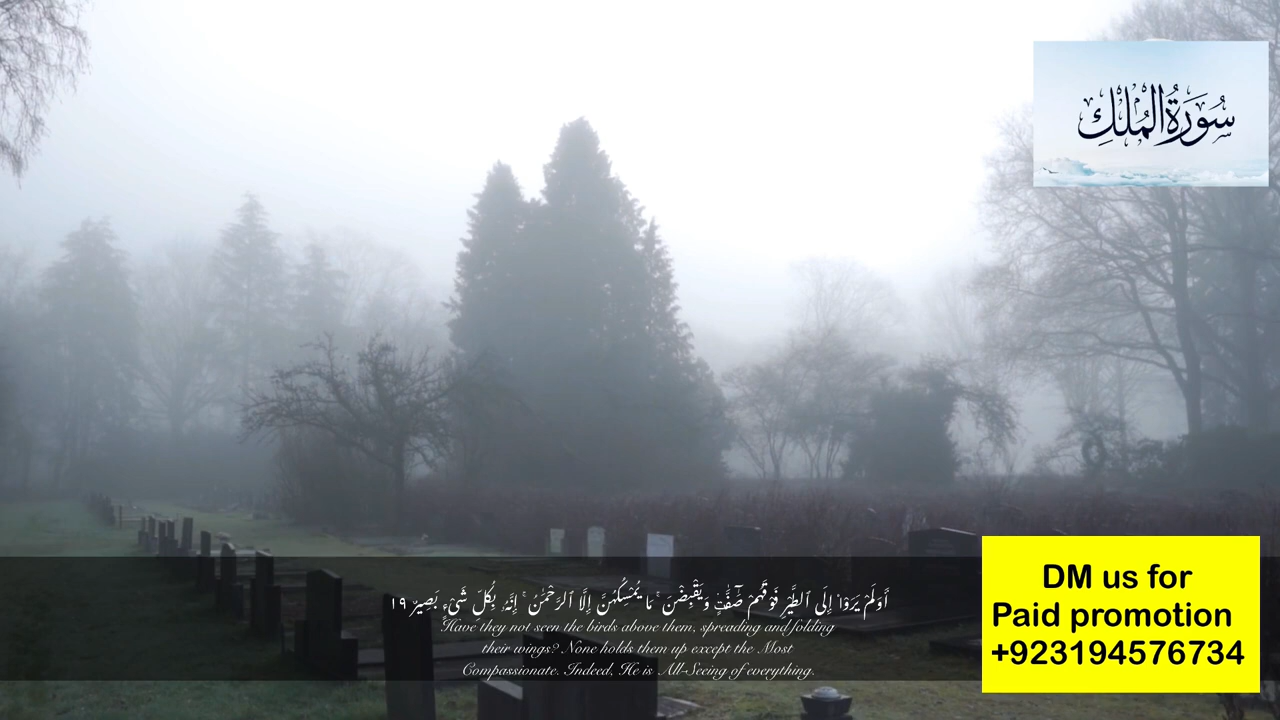 سُورَةُ الْمُلْكِ
أَوَلَمْ يَرَوْا۟ إِلَى ٱلطَّيْرِ فَوْقَهُمْ صَـٰٓفَّـٰتٍ وَيَقْبِضْنَ ۚ مَا يُمْسِكُهُنَّ إِلَّا ٱلرَّحْمَـٰنُ ۚ إِنَّهُۥ بِكُلِّ شَىْءٍۭ بَصِيرٌ ١٩
Have they not seen the birds above them, spreading and folding
their wings? None holds them up except the Most
Compassionate. Indeed, He is All-Seeing of everything.
DM us for
Paid promotion
+923194576734